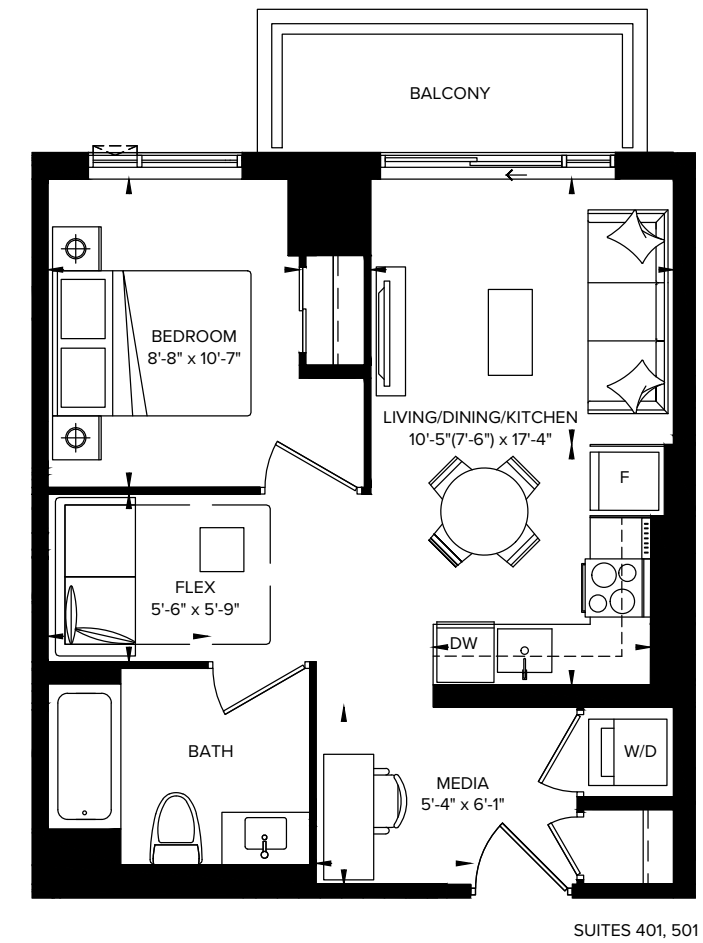 BALCONY
BEDROOM
8'-8" x 10'-7"
LIVING/DINING/KITCHEN
10'-5"(7'-6") x 17'-4"
F
FLEX
5'-6" x 5'-9"
DW
BATH
W/D
MEDIA
5'-4" x 6'-1"
SUITES 401, 501